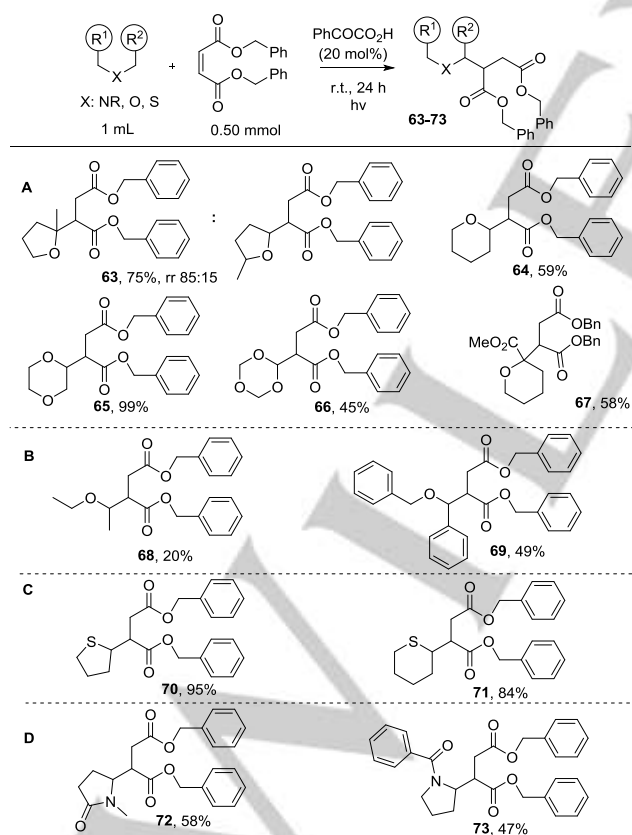 R¹ R² X
+
O O Ph O O Ph
PhCOCO₂H
(20 mol%)
r.t., 24 h
hν
R¹ R² X O O O O Ph Ph
X: NR, O, S
1 mL
0.50 mmol
63-73
A
O O O O O
63, 75%, rr 85:15
:
O O O O O
O O O O O
64, 59%
O O O O O O
65, 99%
O O O O O O O
66, 45%
MeO₂C O O OBn OBn O
67, 58%
B
O O O O O
68, 20%
O O O O O
69, 49%
C
S O O O O
70, 95%
S O O O O
71, 84%
D
O N O O O O
72, 58%
O N O O O O
73, 47%